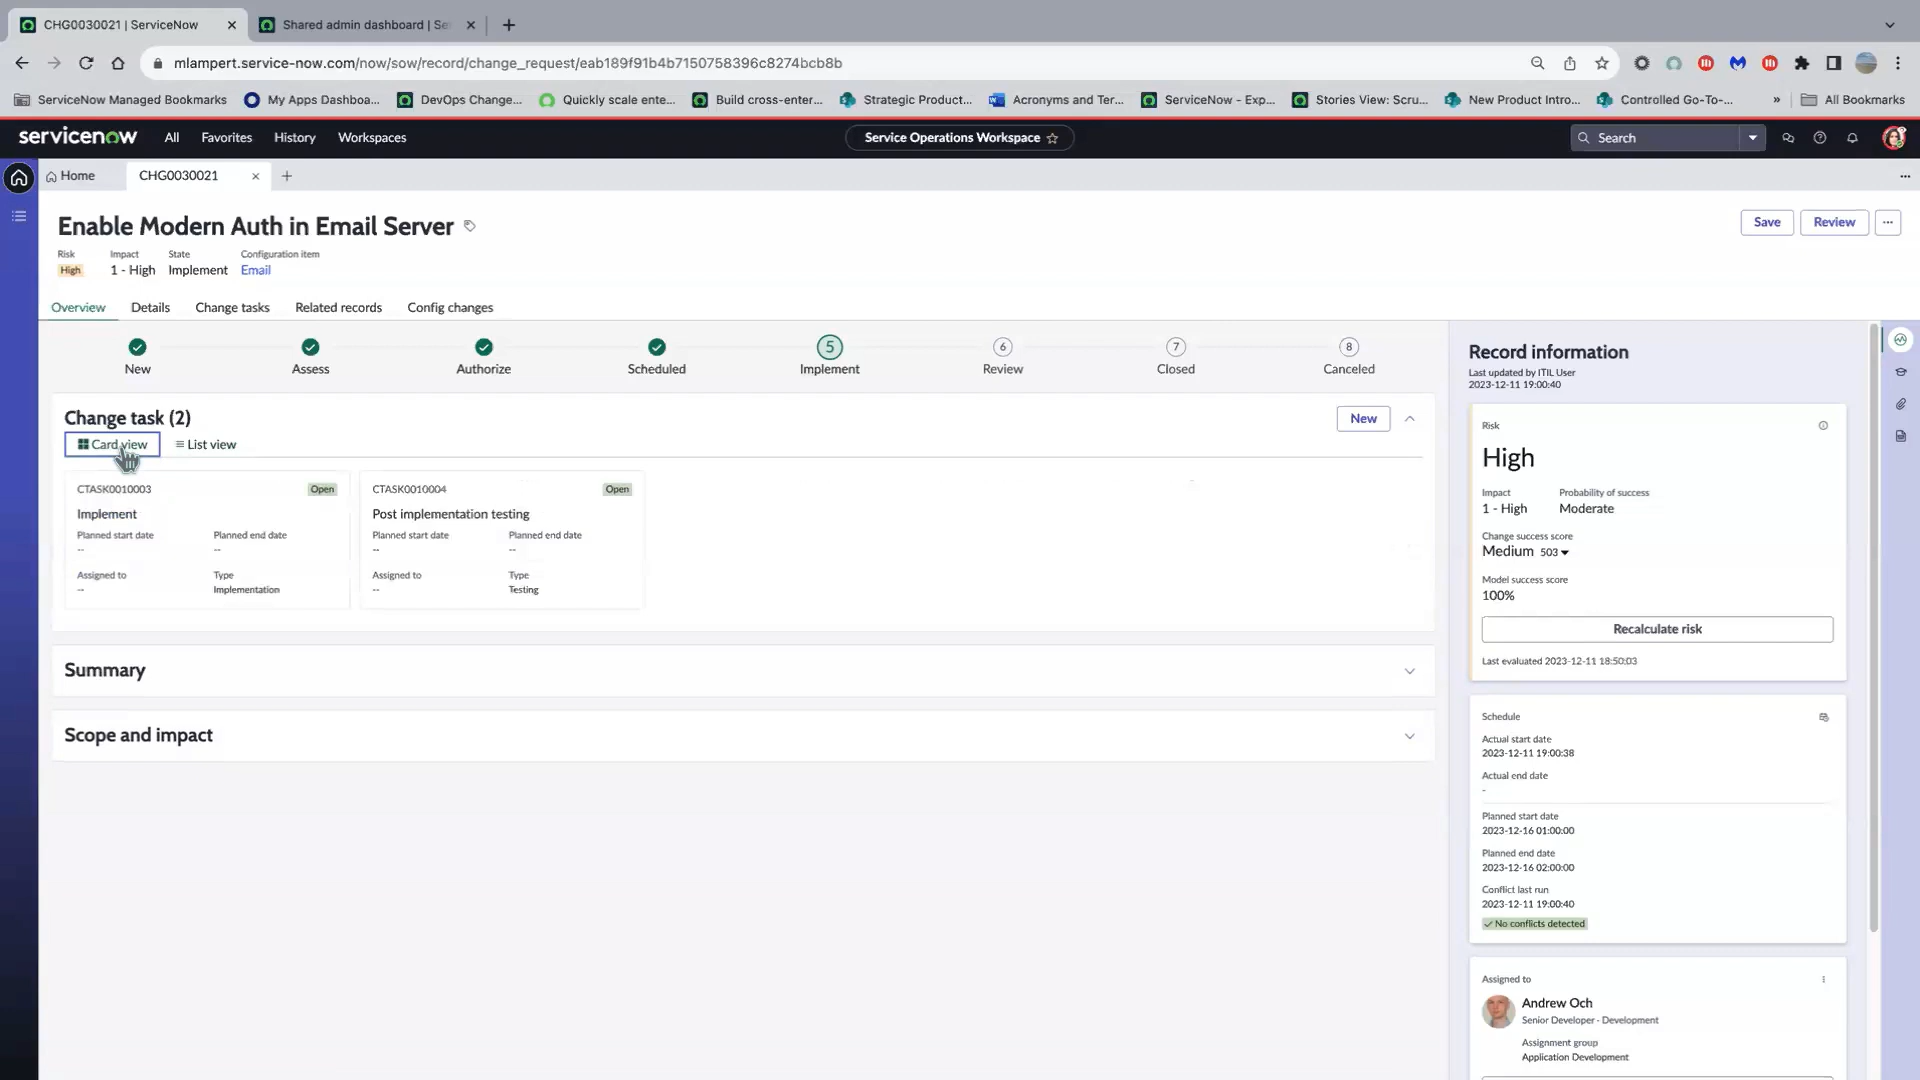 CHG0030021 | ServiceNow
Shared admin dashboard | Se
mlampert.service-now.com/now/sow/record/change_request/eab189f91b4b7150758396c8274bcb8b
ServiceNow Managed Bookmarks
My Apps Dashboa...
DevOps Change...
Quickly scale ente...
Build cross-enter...
Strategic Product...
Acronyms and Ter...
ServiceNow - Exp...
Stories View: Scru...
New Product Intro...
Controlled Go-To-...
»
All Bookmarks
servicenow
All
Favorites
History
Workspaces
Service Operations Workspace
Search
Home
CHG0030021
Enable Modern Auth in Email Server
Save
Review
Risk
Impact
State
Configuration item
High
1 - High
Implement
Email
Overview
Details
Change tasks
Related records
Config changes
5
6
7
8
New
Assess
Authorize
Scheduled
Implement
Review
Closed
Canceled
Change task (2)
New
Card view
List view
CTASK0010003
Open
Implement
Planned start date
Planned end date
--
--
Assigned to
Type
--
Implementation
CTASK0010004
Open
Post implementation testing
Planned start date
Planned end date
--
--
Assigned to
Type
--
Testing
Summary
Scope and impact
Record information
Last updated by ITIL User
2023-12-11 19:00:40
Risk
High
Impact
Probability of success
1 - High
Moderate
Change success score
Medium 503
Model success score
100%
Recalculate risk
Last evaluated 2023-12-11 18:50:03
Schedule
Actual start date
2023-12-11 19:00:38
Actual end date
-
Planned start date
2023-12-16 01:00:00
Planned end date
2023-12-16 02:00:00
Conflict last run
2023-12-11 19:00:40
No conflicts detected
Assigned to
Andrew Och
Senior Developer - Development
Assignment group
Application Development